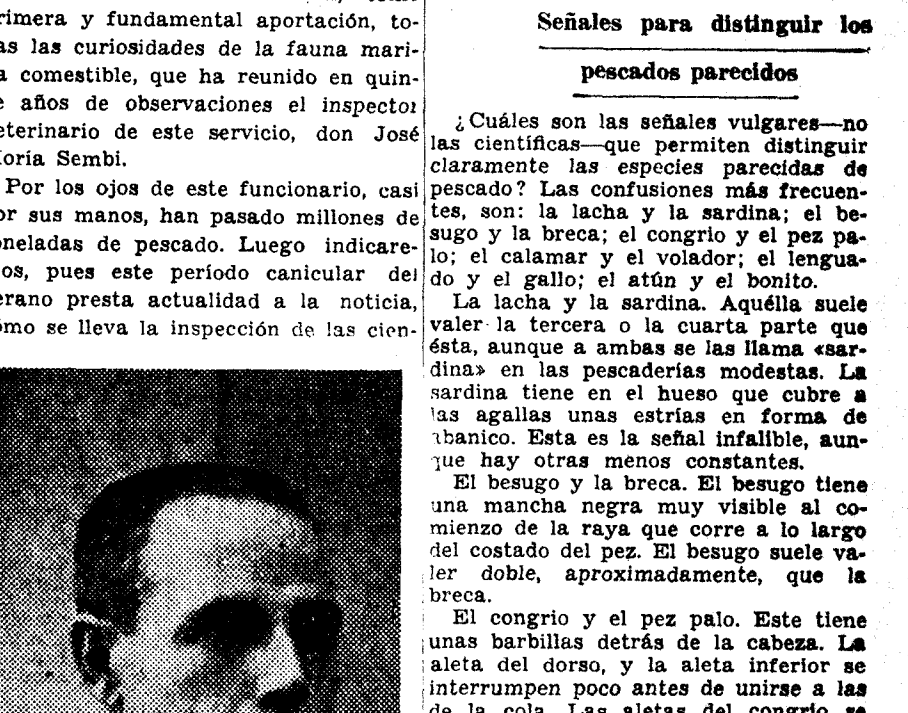 rimera y fundamental aportación, to-
as las curiosidades de la fauna mari-
a comestible, que ha reunido en quin-
e años de observaciones el inspector
eterinario de este servicio, don José
oría Sembi.
Por los ojos de este funcionario, casi
or sus manos, han pasado millones de
oneladas de pescado. Luego indicare-
os, pues este período canicular del
erano presta actualidad a la noticia,
ómo se lleva la inspección de las cien-
Señales para distinguir los
pescados parecidos
¿Cuáles son las señales vulgares—no
las científicas—que permiten distinguir
claramente las especies parecidas de
pescado? Las confusiones más frecuen-
tes, son: la lacha y la sardina; el be-
sugo y la breca; el congrio y el pez pa-
lo; el calamar y el volador; el lengua-
do y el gallo; el atún y el bonito.
La lacha y la sardina. Aquélla suele
valer la tercera o la cuarta parte que
ésta, aunque a ambas se las llama «sar-
dina» en las pescaderías modestas. La
sardina tiene en el hueso que cubre a
las agallas unas estrías en forma de
abanico. Esta es la señal infalible, aun-
que hay otras menos constantes.
El besugo y la breca. El besugo tiene
una mancha negra muy visible al co-
mienzo de la raya que corre a lo largo
del costado del pez. El besugo suele va-
ler doble, aproximadamente, que la
breca.
El congrio y el pez palo. Este tiene
unas barbillas detrás de la cabeza. La
aleta del dorso, y la aleta inferior se
interrumpen poco antes de unirse a las
de la cola. Las aletas del congrio se